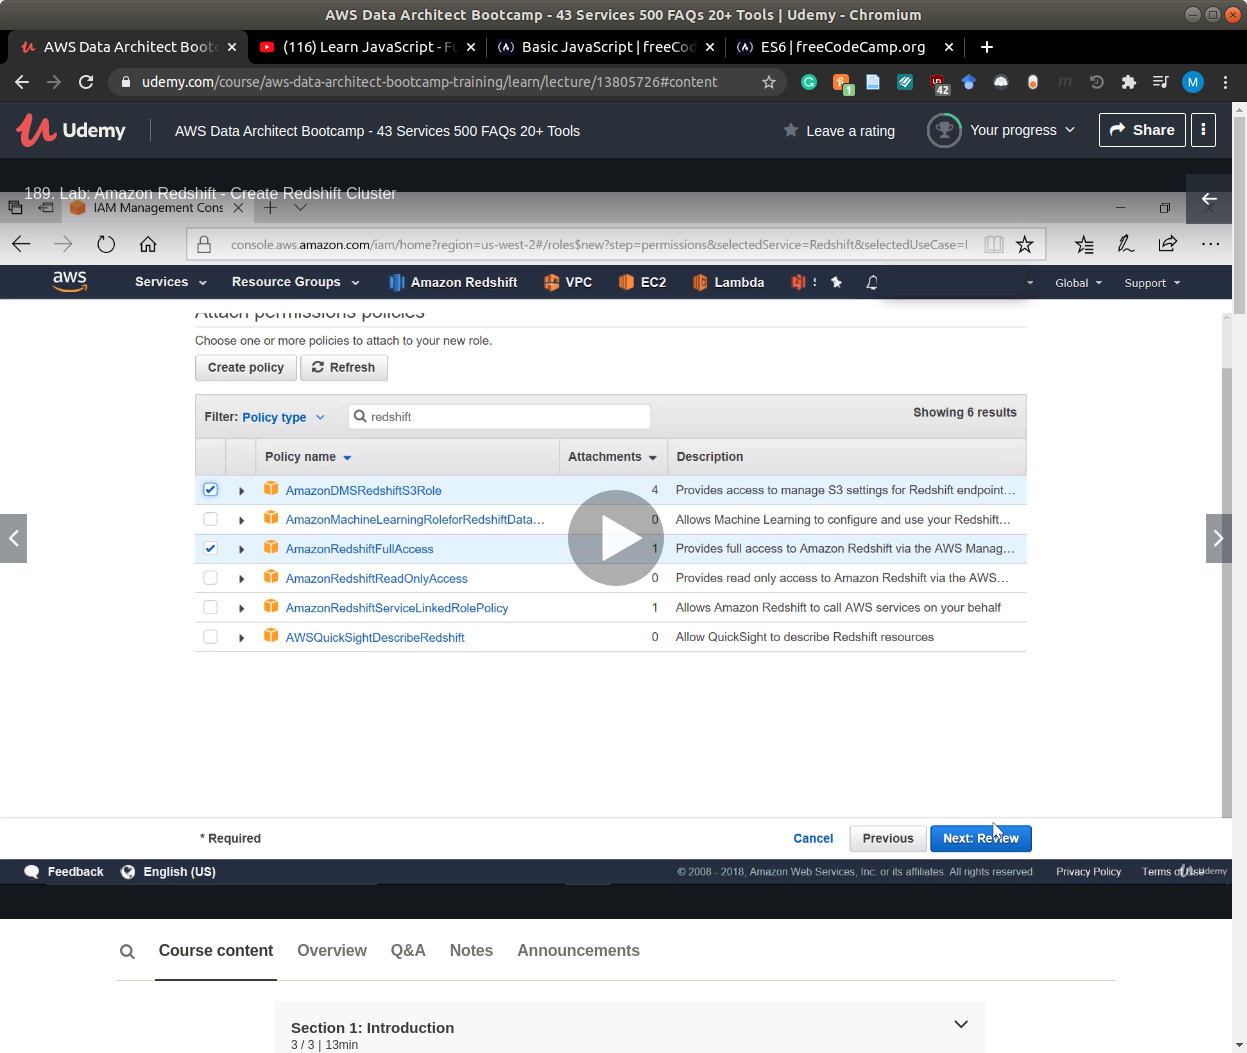 AWS Data Architect Bootcamp - 43 Services 500 FAQs 20+ Tools | Udemy - Chromium
AWS Data Architect Bootc
(116) Learn JavaScript - Fu
Basic JavaScript | freeCod
ES6 | freeCodeCamp.org
udemy.com/course/aws-data-architect-bootcamp-training/learn/lecture/13805726#content
1
42
M
Udemy
AWS Data Architect Bootcamp - 43 Services 500 FAQs 20+ Tools
Leave a rating
Your progress
Share
189. Lab: Amazon Redshift - Create Redshift Cluster
IAM Management Cons
console.aws.amazon.com/iam/home?region=us-west-2#/roles$new?step=permissions&selectedService=Redshift&selectedUseCase=
aws
Services
Resource Groups
Amazon Redshift
VPC
EC2
Lambda
Global
Support
Attach permissions policies
Choose one or more policies to attach to your new role.
Create policy
Refresh
Filter: Policy type
redshift
Showing 6 results
Policy name
Attachments
Description
AmazonDMSRedshiftS3Role 4 Provides access to manage S3 settings for Redshift endpoint...
AmazonMachineLearningRoleforRedshiftData... 0 Allows Machine Learning to configure and use your Redshift...
AmazonRedshiftFullAccess 1 Provides full access to Amazon Redshift via the AWS Manag...
AmazonRedshiftReadOnlyAccess 0 Provides read only access to Amazon Redshift via the AWS...
AmazonRedshiftServiceLinkedRolePolicy 1 Allows Amazon Redshift to call AWS services on your behalf
AWSQuickSightDescribeRedshift 0 Allow QuickSight to describe Redshift resources
* Required
Cancel
Previous
Next: Review
Feedback
English (US)
© 2008 - 2018, Amazon Web Services, Inc. or its affiliates. All rights reserved.
Privacy Policy
Terms of Use
Udemy
Course content
Overview
Q&A
Notes
Announcements
Section 1: Introduction
3 / 3 | 13min